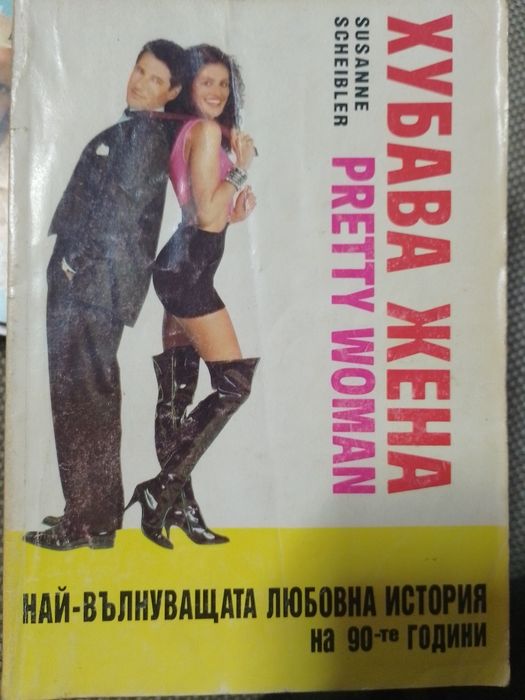 SUSANNE
SCHEIBLER
ХУБАВА ЖЕНА
PRETTY WOMAN
НАЙ-ВЪЛНУВАЩАТА ЛЮБОВНА ИСТОРИЯ
на 90-те ГОДИНИ